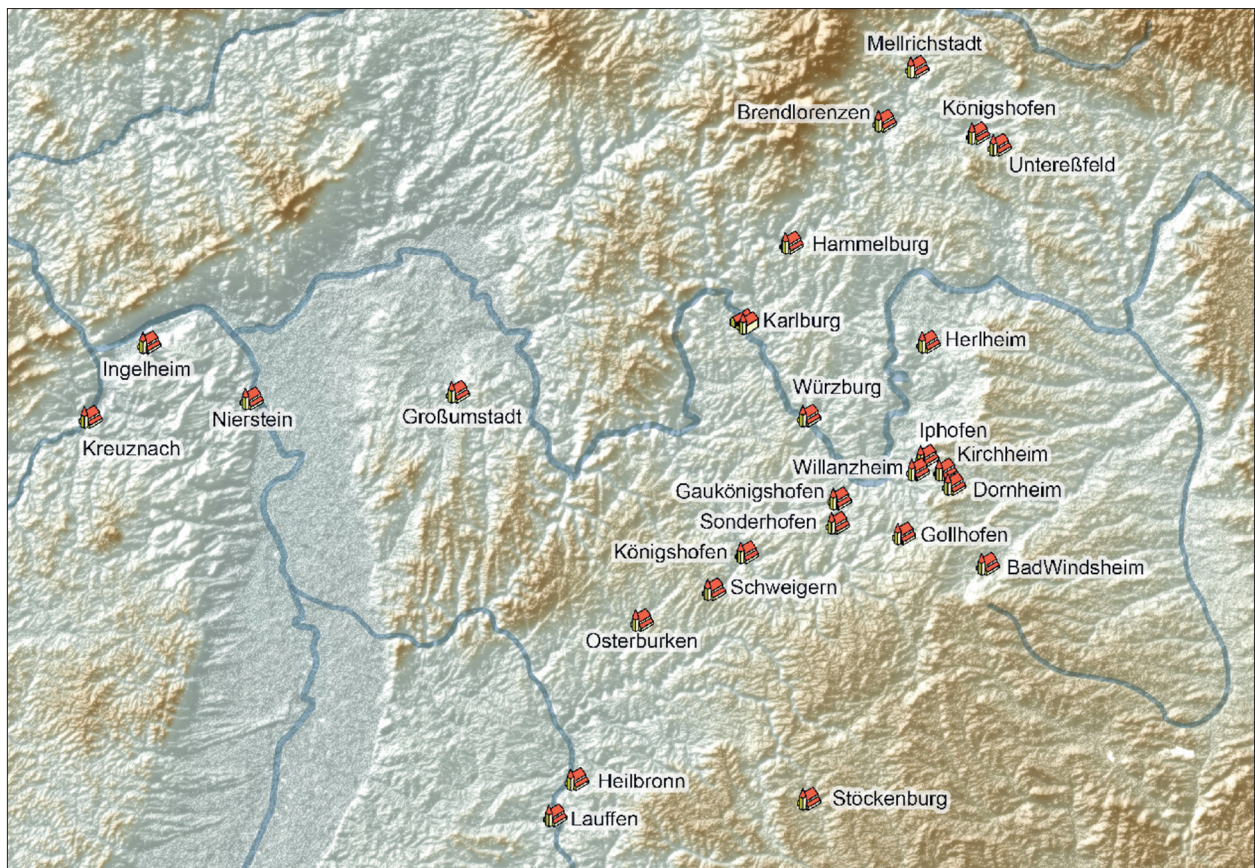 Mellrichstadt
Brendlorenzen
Königshofen
Untereßfeld
Hammelburg
Karlburg
Herlheim
Ingelheim
Würzburg
Nierstein
Großumstadt
Kreuznach
Iphofen
Kirchheim
Willanzheim
Dornheim
Gaukönigshofen
Sonderhofen
Gollhofen
Königshofen
BadWindsheim
Schweigern
Osterburken
Heilbronn
Stöckenburg
Lauffen